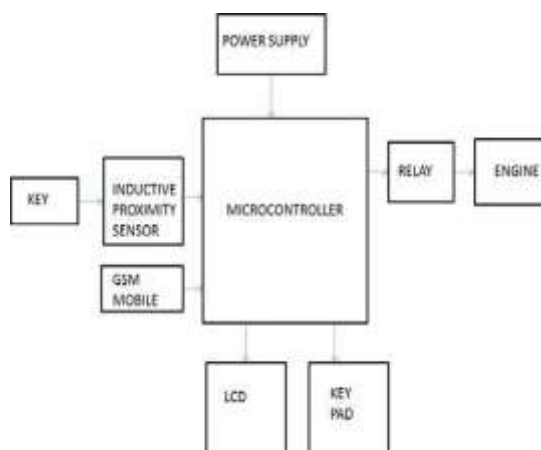 POWER SUPPLY
KEY
INDUCTIVE
PROXIMITY
SENSOR
MICROCONTROLLER
RELAY
ENGINE
GSM
MOBILE
LCD
KEY
PAD